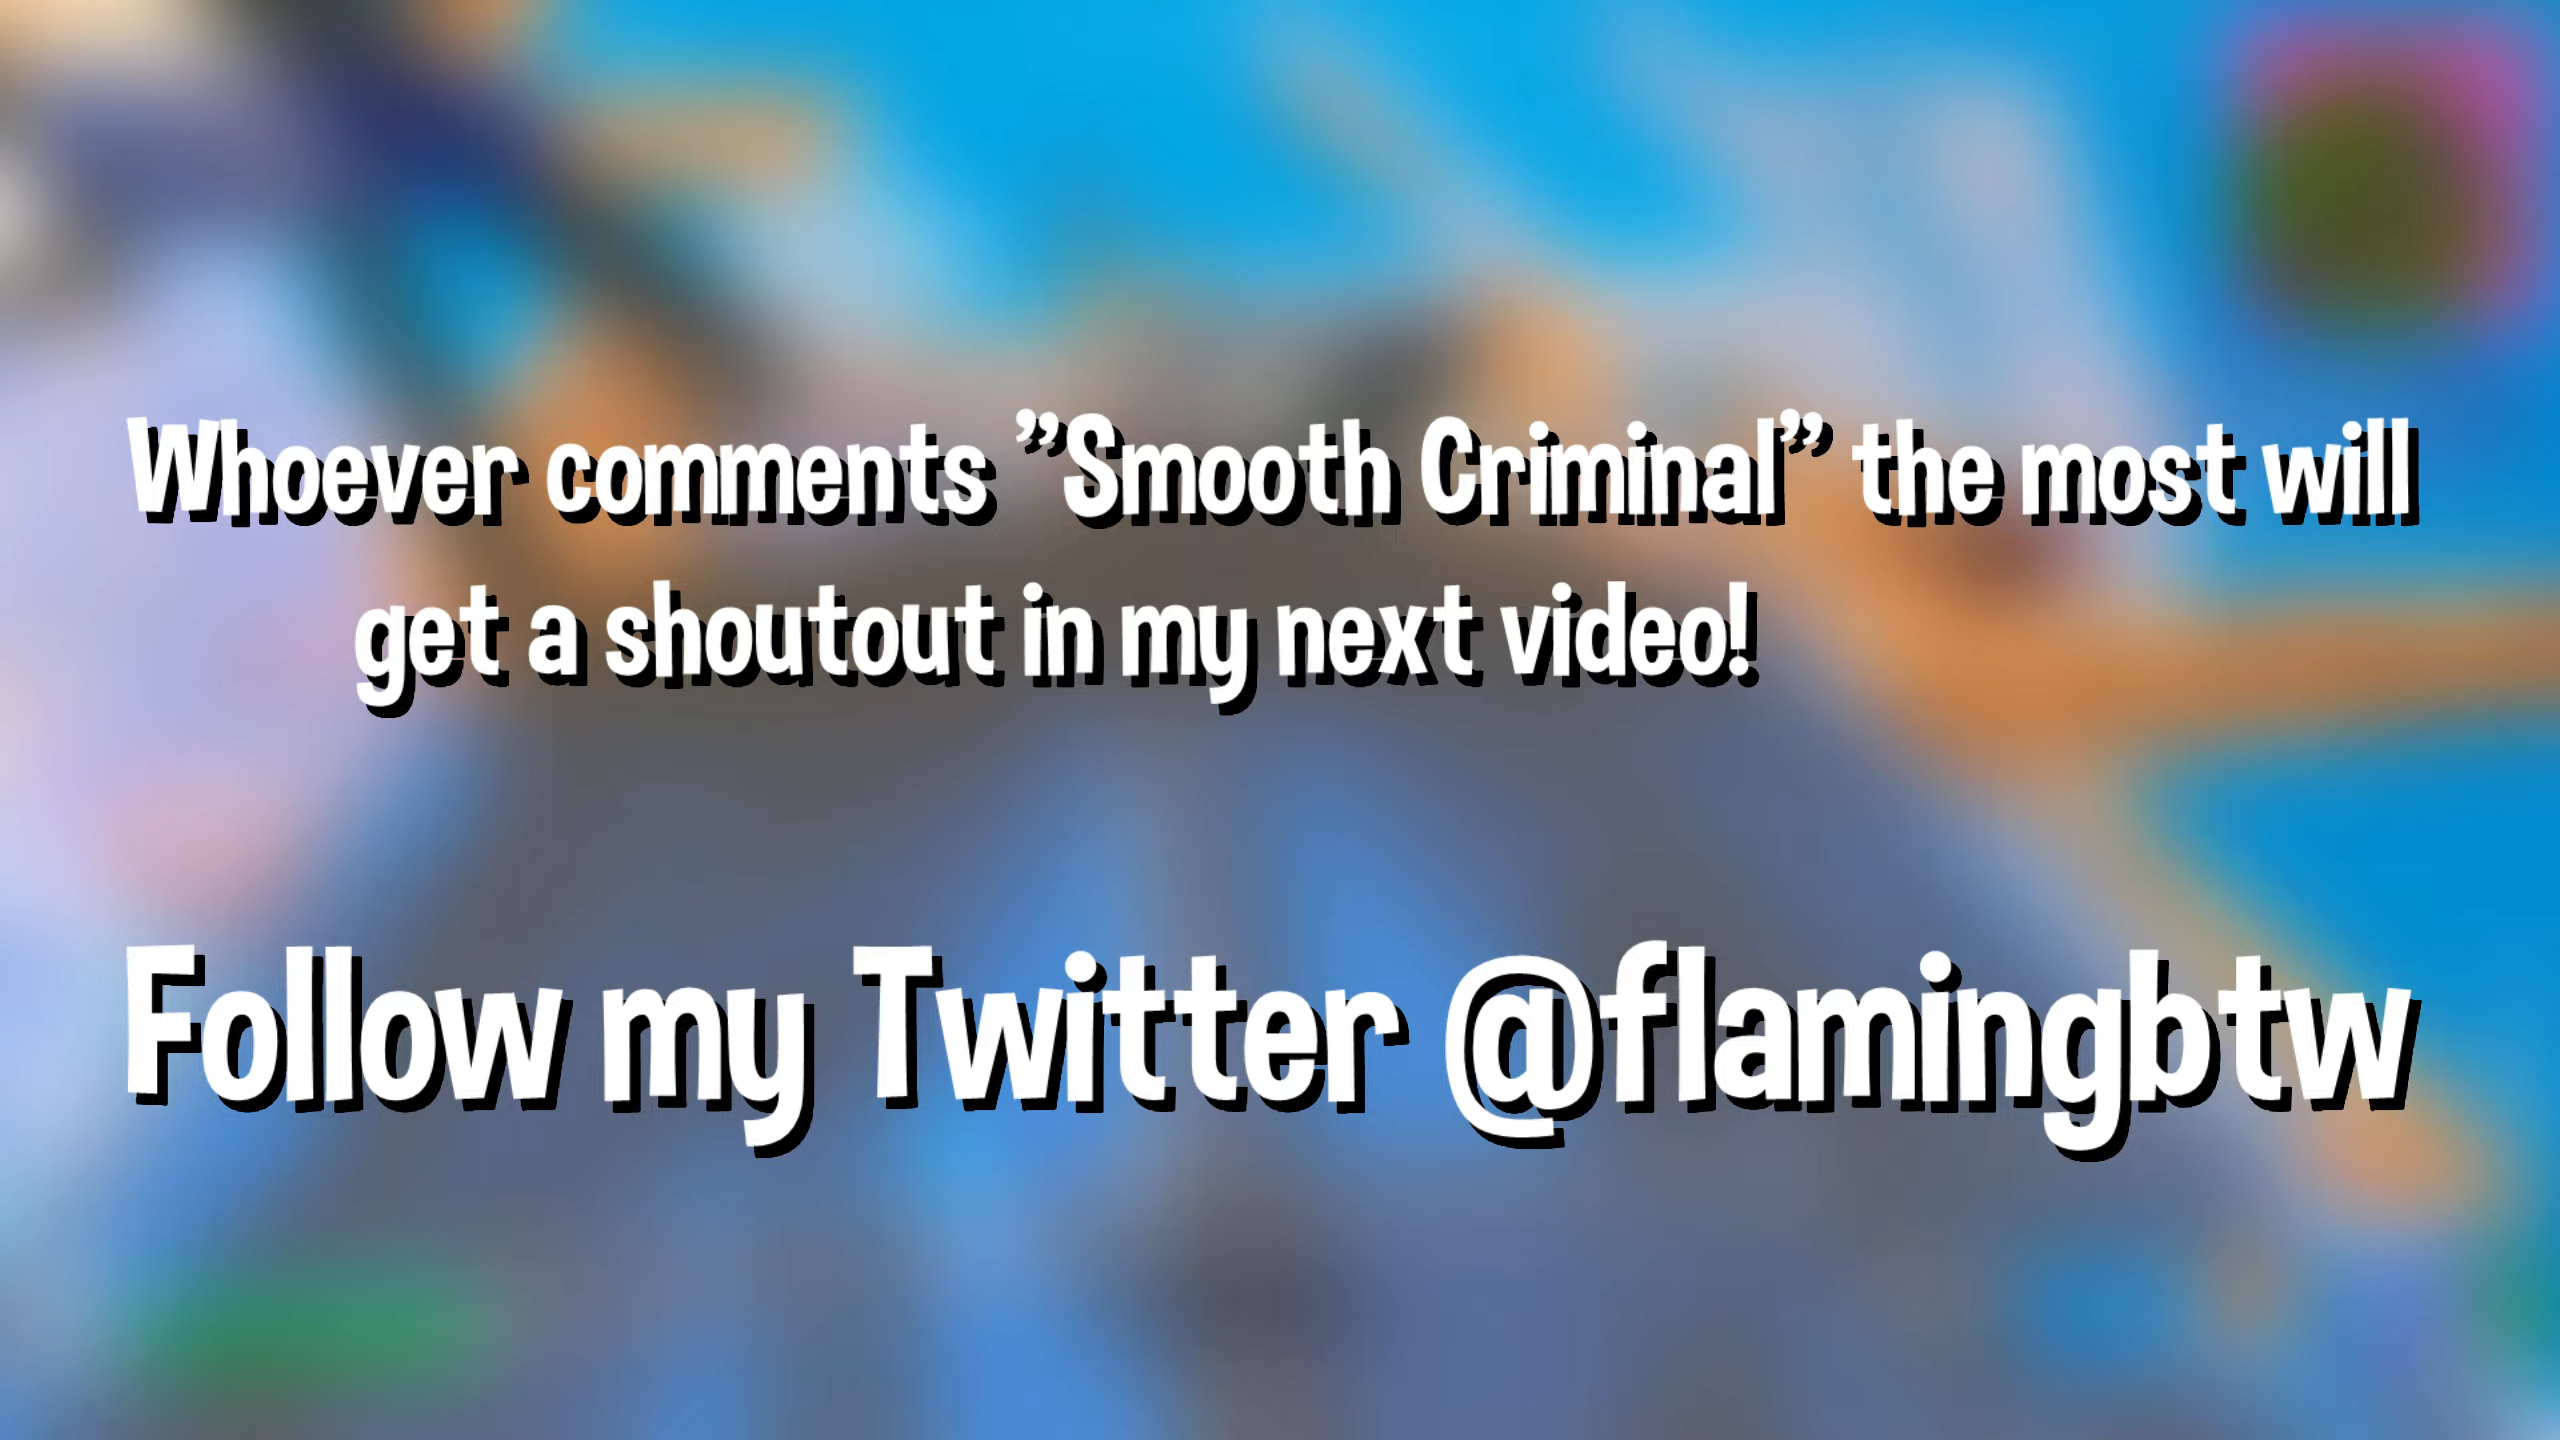 Whoever comments ”Smooth Criminal” the most will
get a shoutout in my next video!
Follow my Twitter @flamingbtw